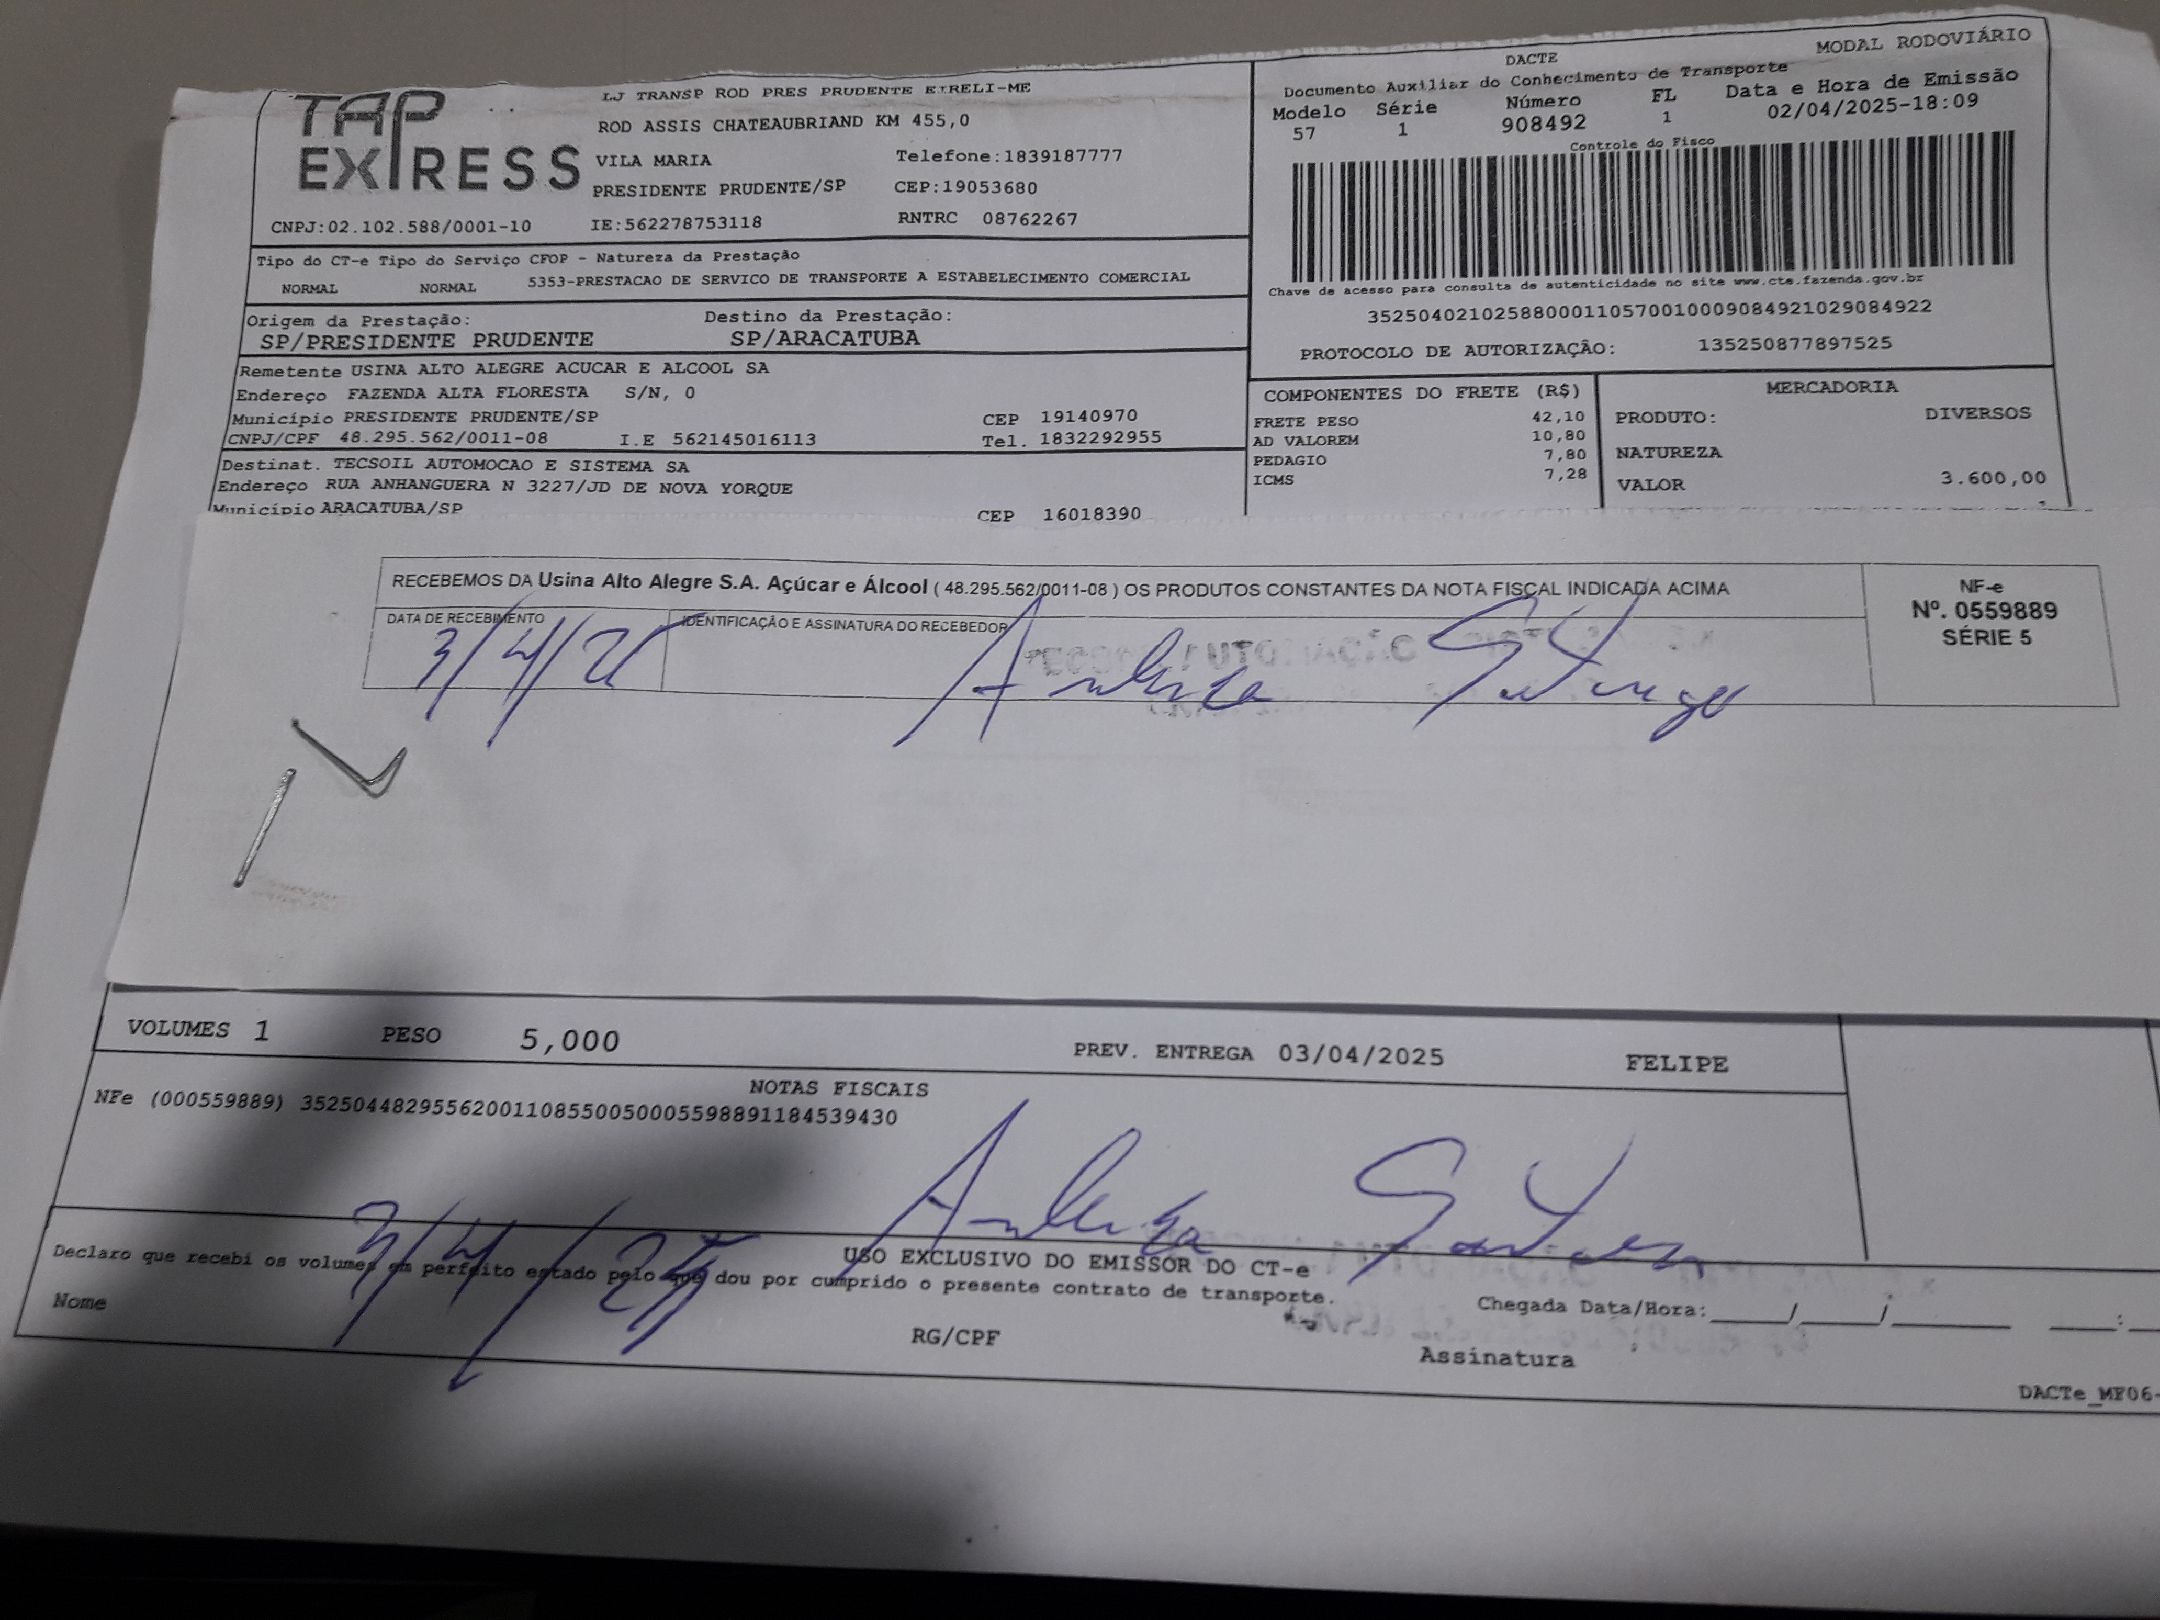 TAP
EXPRESS
LJ TRANSP ROD PRES PRUDENTE EIRELI-ME
ROD ASSIS CHATEAUBRIAND KM 455,0
VILA MARIA Telefone:1839187777
PRESIDENTE PRUDENTE/SP CEP:19053680
CNPJ:02.102.588/0001-10 IE:562278753118 RNTRC 08762267
DACTE MODAL RODOVIÁRIO
Documento Auxiliar do Conhecimento de Transporte
Modelo Série Número FL Data e Hora de Emissão
57 1 908492 1 02/04/2025-18:09
Controle do Fisco
Chave de acesso para consulta de autenticidade no site www.cte.fazenda.gov.br
35250402102588000110570010009084921029084922
PROTOCOLO DE AUTORIZAÇÃO: 135250877897525
Tipo do CT-e Tipo do Serviço CFOP - Natureza da Prestação
NORMAL NORMAL 5353-PRESTACAO DE SERVICO DE TRANSPORTE A ESTABELECIMENTO COMERCIAL
Origem da Prestação: Destino da Prestação:
SP/PRESIDENTE PRUDENTE SP/ARACATUBA
Remetente USINA ALTO ALEGRE ACUCAR E ALCOOL SA
Endereço FAZENDA ALTA FLORESTA S/N, 0
Município PRESIDENTE PRUDENTE/SP CEP 19140970
CNPJ/CPF 48.295.562/0011-08 I.E 562145016113 Tel. 1832292955
Destinat. TECSOIL AUTOMOCAO E SISTEMA SA
Endereço RUA ANHANGUERA N 3227/JD DE NOVA YORQUE
Município ARACATUBA/SP CEP 16018390
COMPONENTES DO FRETE (R$)
FRETE PESO 42,10
AD VALOREM 10,80
PEDAGIO 7,80
ICMS 7,28
MERCADORIA
PRODUTO: DIVERSOS
NATUREZA
VALOR 3.600,00
RECEBEMOS DA Usina Alto Alegre S.A. Açúcar e Álcool ( 48.295.562/0011-08 ) OS PRODUTOS CONSTANTES DA NOTA FISCAL INDICADA ACIMA
DATA DE RECEBIMENTO IDENTIFICAÇÃO E ASSINATURA DO RECEBEDOR
3/4/25
NF-e
Nº. 0559889
SÉRIE 5
VOLUMES 1 PESO 5,000 PREV. ENTREGA 03/04/2025 FELIPE
NOTAS FISCAIS
NFe (000559889) 35250448295562001108550050005598891184539430
3/4/25
USO EXCLUSIVO DO EMISSOR DO CT-e
Declaro que recebi os volumes em perfeito estado pelo que dou por cumprido o presente contrato de transporte.
Nome RG/CPF Assinatura
Chegada Data/Hora:____/____/______ ___:__
DACTe_MF06-